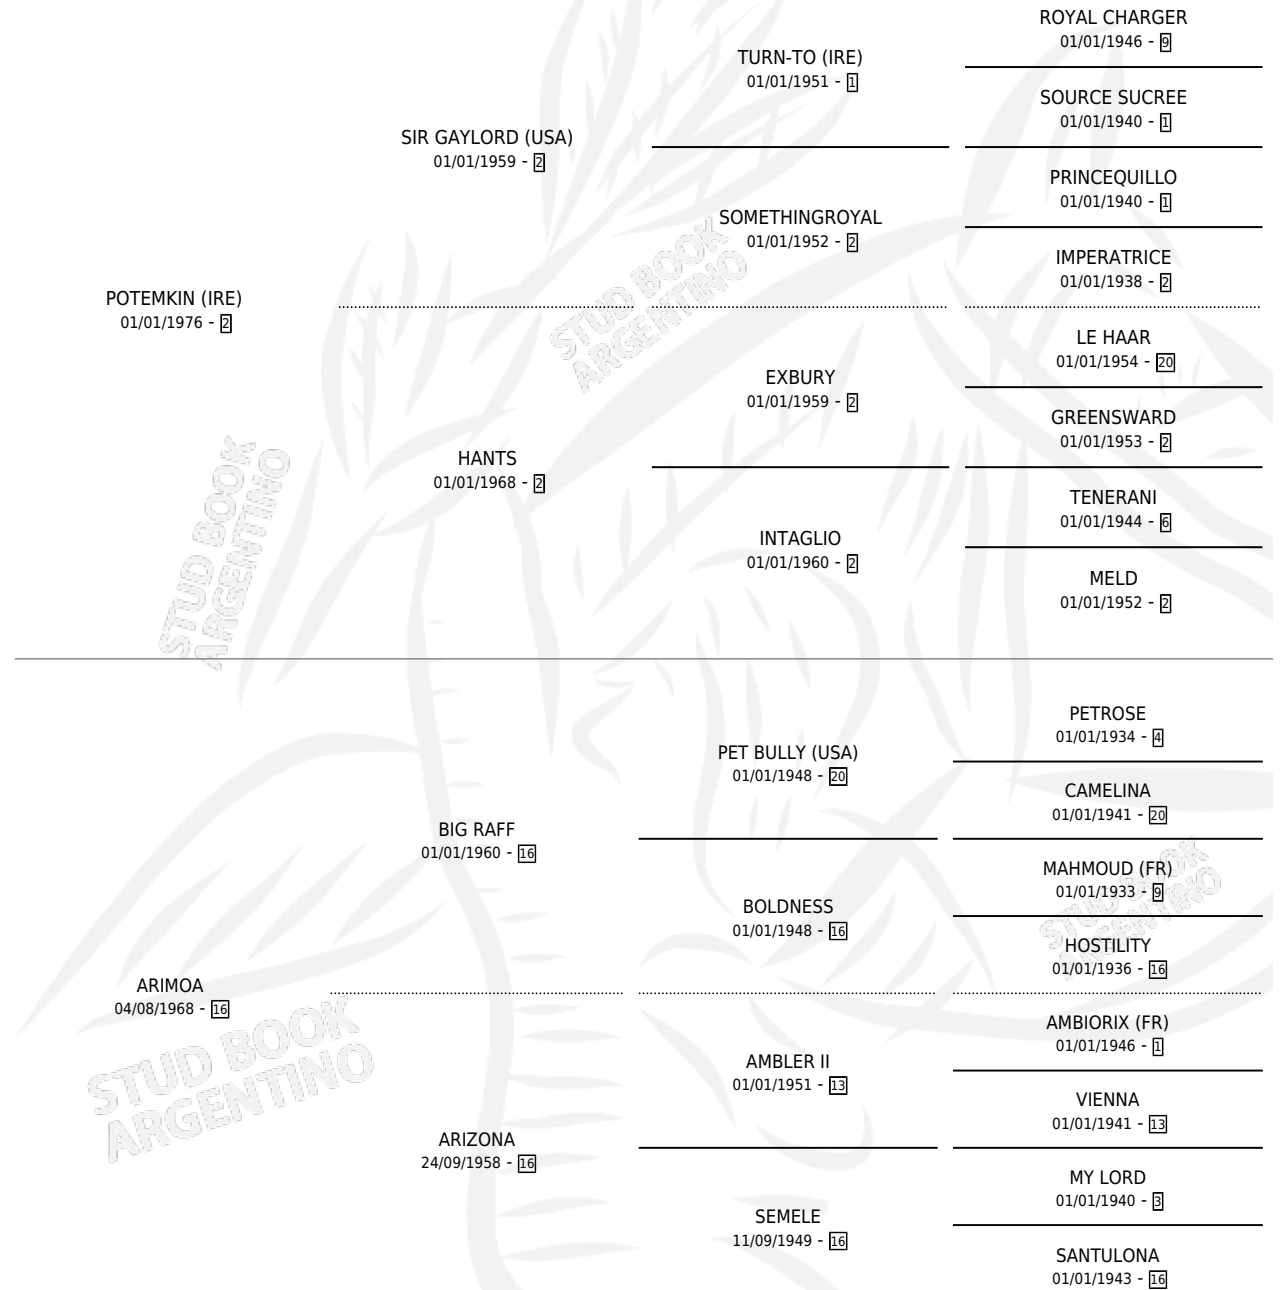 ROYAL CHARGER
01/01/1946 - 9
TURN-TO (IRE)
01/01/1951 - 1
SOURCE SUCREE
01/01/1940 - 1
SIR GAYLORD (USA)
01/01/1959 - 2
PRINCEQUILLO
01/01/1940 - 1
SOMETHINGROYAL
01/01/1952 - 2
IMPERATRICE
01/01/1938 - 2
STUD BOOK
ARGENTINO
POTEMKIN (IRE)
01/01/1976 - 2
LE HAAR
01/01/1954 - 20
EXBURY
01/01/1959 - 2
GREENSWARD
01/01/1953 - 2
HANTS
01/01/1968 - 2
TENERANI
01/01/1944 - 6
INTAGLIO
01/01/1960 - 2
MELD
01/01/1952 - 2
STUD BOOK
ARGENTINO
PETROSE
01/01/1934 - 4
PET BULLY (USA)
01/01/1948 - 20
CAMELINA
01/01/1941 - 20
BIG RAFF
01/01/1960 - 16
MAHMOUD (FR)
01/01/1933 - 9
BOLDNESS
01/01/1948 - 16
HOSTILITY
01/01/1936 - 16
STUD BOOK
ARGENTINO
ARIMOA
04/08/1968 - 16
AMBIORIX (FR)
01/01/1946 - 1
AMBLER II
01/01/1951 - 13
VIENNA
01/01/1941 - 13
STUD BOOK
ARGENTINO
ARIZONA
24/09/1958 - 16
MY LORD
01/01/1940 - 3
SEMELE
11/09/1949 - 16
SANTULONA
01/01/1943 - 16